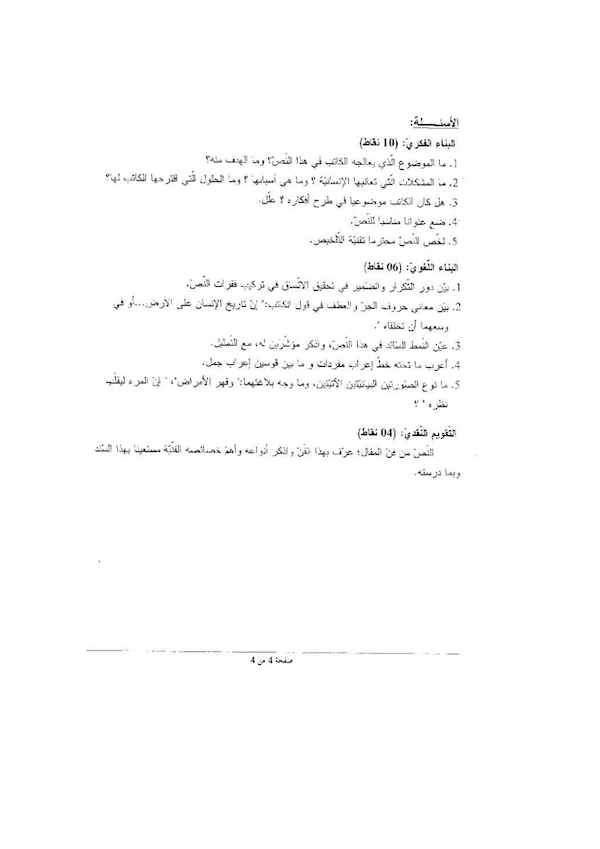 الأسئـــــلة:
البناء الفكريّ: (10 نقاط)
1. ما الموضوع الّذي يعالجه الكاتب في هذا النّصّ؟ وما الهدف منه؟
2. ما المشكلات الّتي تعانيها الإنسانيّة ؟ وما هي أسبابها ؟ وما الحلول الّتي اقترحها الكاتب لها؟
3. هل كان الكاتب موضوعيا في طرح أفكاره ؟ علّل.
4. ضع عنوانا مناسبا للنّصّ.
5. لخّص النّصّ محترما تقنيّة التّلخيص.
البناء اللّغويّ: (06 نقاط)
1. بيّن دور التّكرار والضّمير في تحقيق الاتّساق في تركيب فقرات النّصّ.
2. بيّن معاني حروف الجرّ والعطف في قول الكاتب:" إنّ تاريخ الإنسان على الأرض...أو في
وسعهما أن تخلقاه ".
3. عيّن النّمط السّائد في هذا النّصّ، واذكر مؤشّرين له، مع التّمثيل.
4. أعرب ما تحته خطّ إعراب مفردات و ما بين قوسين إعراب جمل.
5. ما نوع الصّورتين البيانيّتين الآتيّتين، وما وجه بلاغتهما:" وقهر الأمراض"، " إنّ المرء ليقلّب
نظره " ؟
التّقويم النّقديّ: (04 نقاط)
النّصّ من فنّ المقال؛ عرّف بهذا الفنّ واذكر أنواعه وأهمّ خصائصه الفنّيّة مستعينا بهذا السّند
وبما درسته.
صفحة 4 من 4